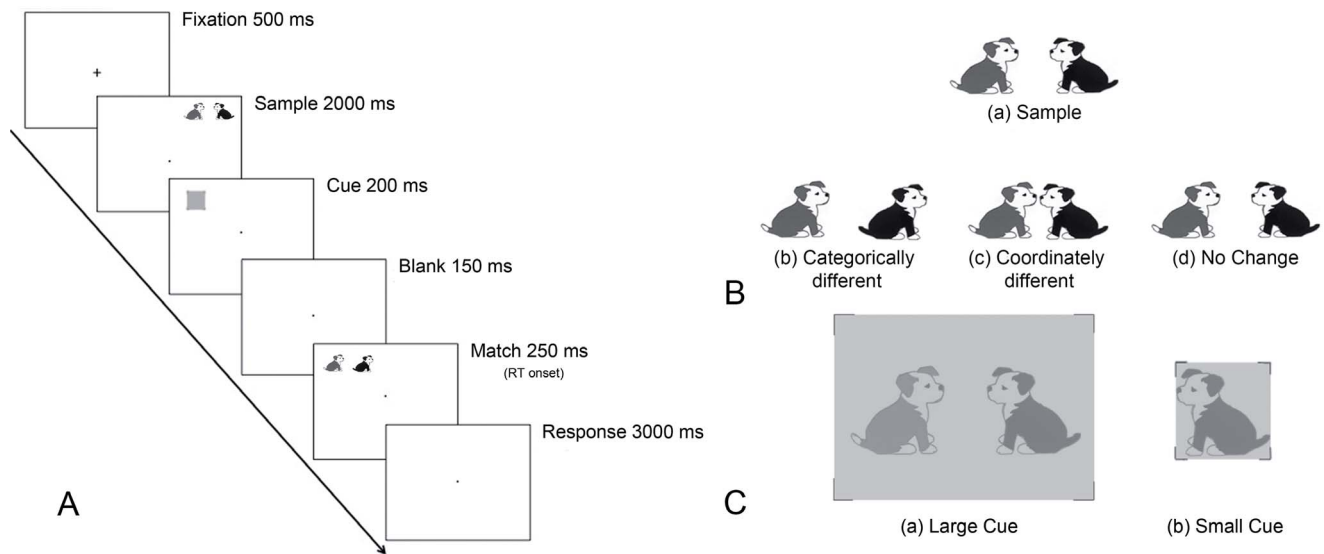 Fixation 500 ms
Sample 2000 ms
Cue 200 ms
Blank 150 ms
Match 250 ms
(RT onset)
Response 3000 ms
A
(a) Sample
(b) Categorically
different
(c) Coordinately
different
(d) No Change
B
(a) Large Cue
(b) Small Cue
C